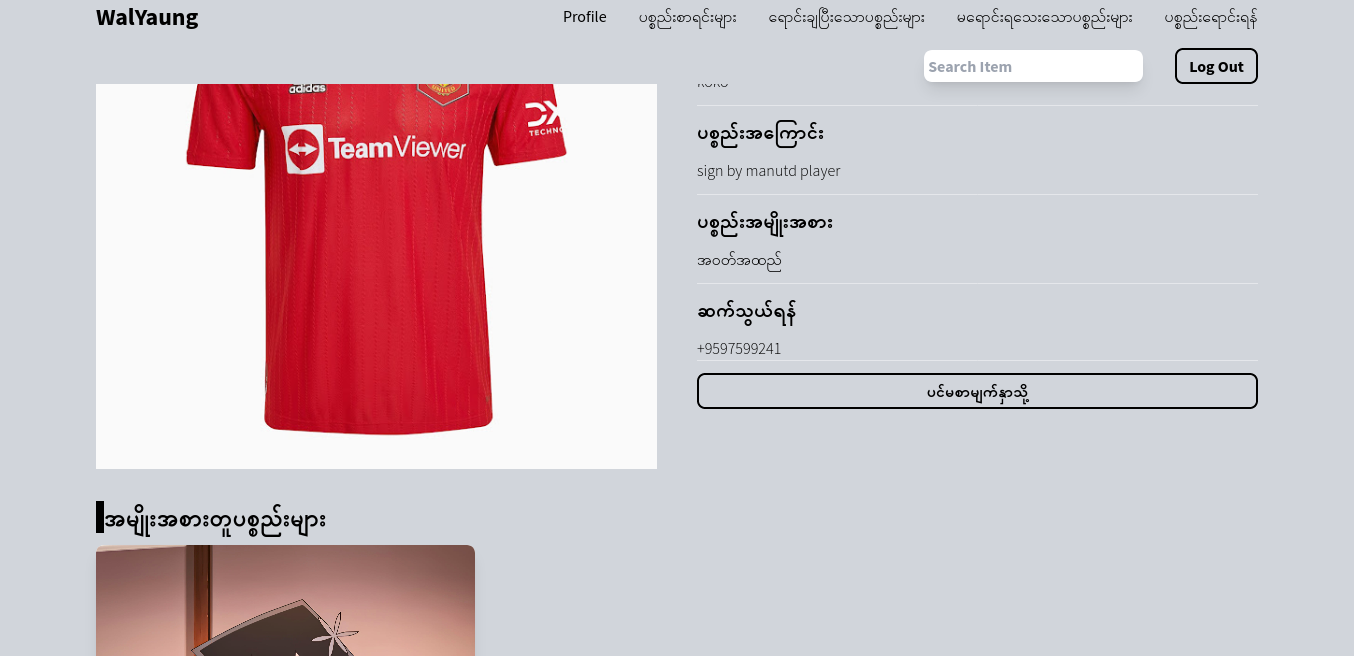 WalYaung
Profile ပစ္စည်းစာရင်းများ ရောင်းချပြီးသောပစ္စည်းများ မရောင်းရသေးသောပစ္စည်းများ ပစ္စည်းရောင်းရန်
Search Item Log Out
adidas
UNITED
TECHNO
TeamViewer
ပစ္စည်းအကြောင်း
sign by manutd player
ပစ္စည်းအမျိုးအစား
အဝတ်အထည်
ဆက်သွယ်ရန်
+9597599241
ပင်မစာမျက်နှာသို့
အမျိုးအစားတူပစ္စည်းများ